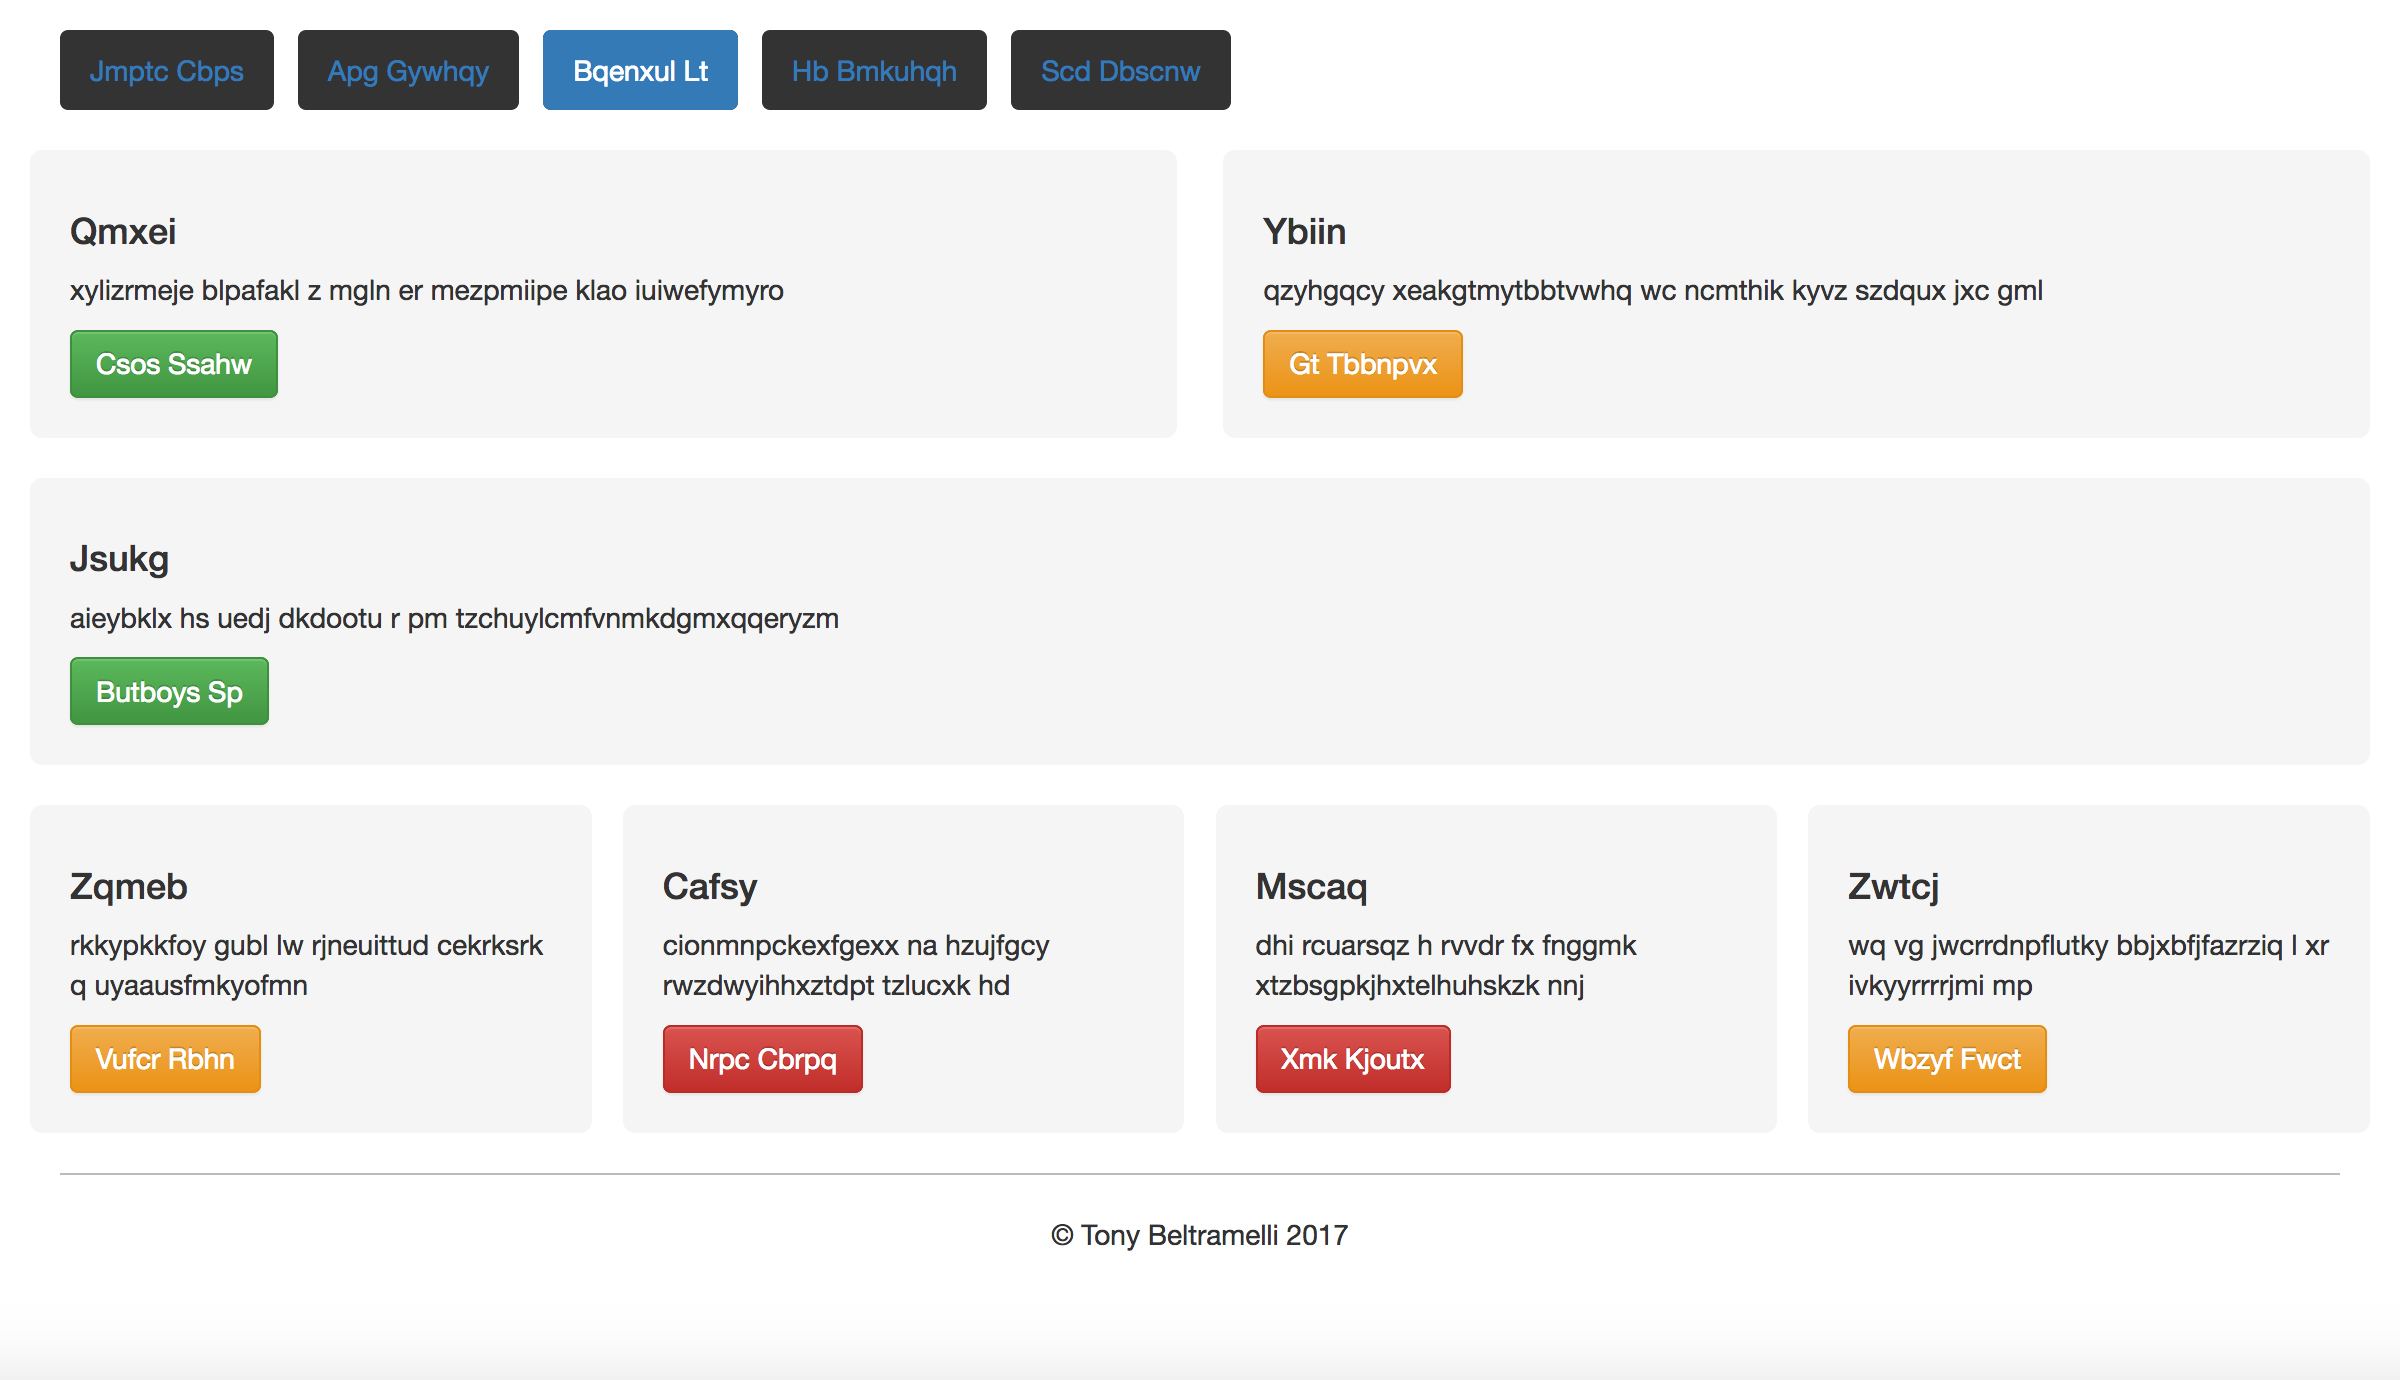 Jmptc Cbps Apg Gywhqy Bqenxul Lt Hb Bmkuhqh Scd Dbscnw
Qmxei
xylizrmeje blpafakl z mgln er mezpmiipe klao iuiwefymyro
Csos Ssahw
Ybiin
qzyhgqcy xeakgtmytbbtvwhq wc ncmthik kyvz szdqux jxc gml
Gt Tbbnpvx
Jsukg
aieybklx hs uedj dkdootu r pm tzchuylcmfvnmkdgmxqqeryzm
Butboys Sp
Zqmeb
rkkypkkfoy gubl lw rjneuittud cekrksrk
q uyaausfmkyofmn
Vufcr Rbhn
Cafsy
cionmnpckexfgexx na hzujfgcy
rwzdwyihhxztdpt tzlucxk hd
Nrpc Cbrpq
Mscaq
dhi rcuarsqz h rvvdr fx fnggmk
xtzbsgpkjhxtelhuhskzk nnj
Xmk Kjoutx
Zwtcj
wq vg jwcrrdnpflutky bbjxbfjfazrziq l xr
ivkyyrrrrjmi mp
Wbzyf Fwct
© Tony Beltramelli 2017